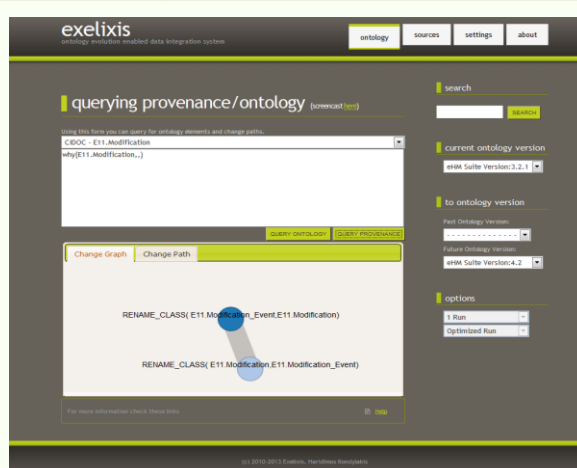 exelixis
ontology evolution enabled data integration system
ontology
sources
settings
about
querying provenance/ontology (screencast here)
Using this form you can query for ontology elements and change paths.
CIDOC - E11.Modification
why(E11.Modification,,)
QUERY ONTOLOGY
QUERY PROVENANCE
Change Graph
Change Path
RENAME_CLASS( E11.Modification_Event,E11.Modification)
RENAME_CLASS( E11.Modification,E11.Modification_Event)
For more information check these links
help
search
SEARCH
current ontology version
eHM Suite Version:3.2.1
to ontology version
Past Ontology Version:
- - - - - - - - - - - - - -
Future Ontology Version:
eHM Suite Version:4.2
options
1 Run
Optimized Run
(c) 2010-2013 Exelixis. Haridimos Kondylakis